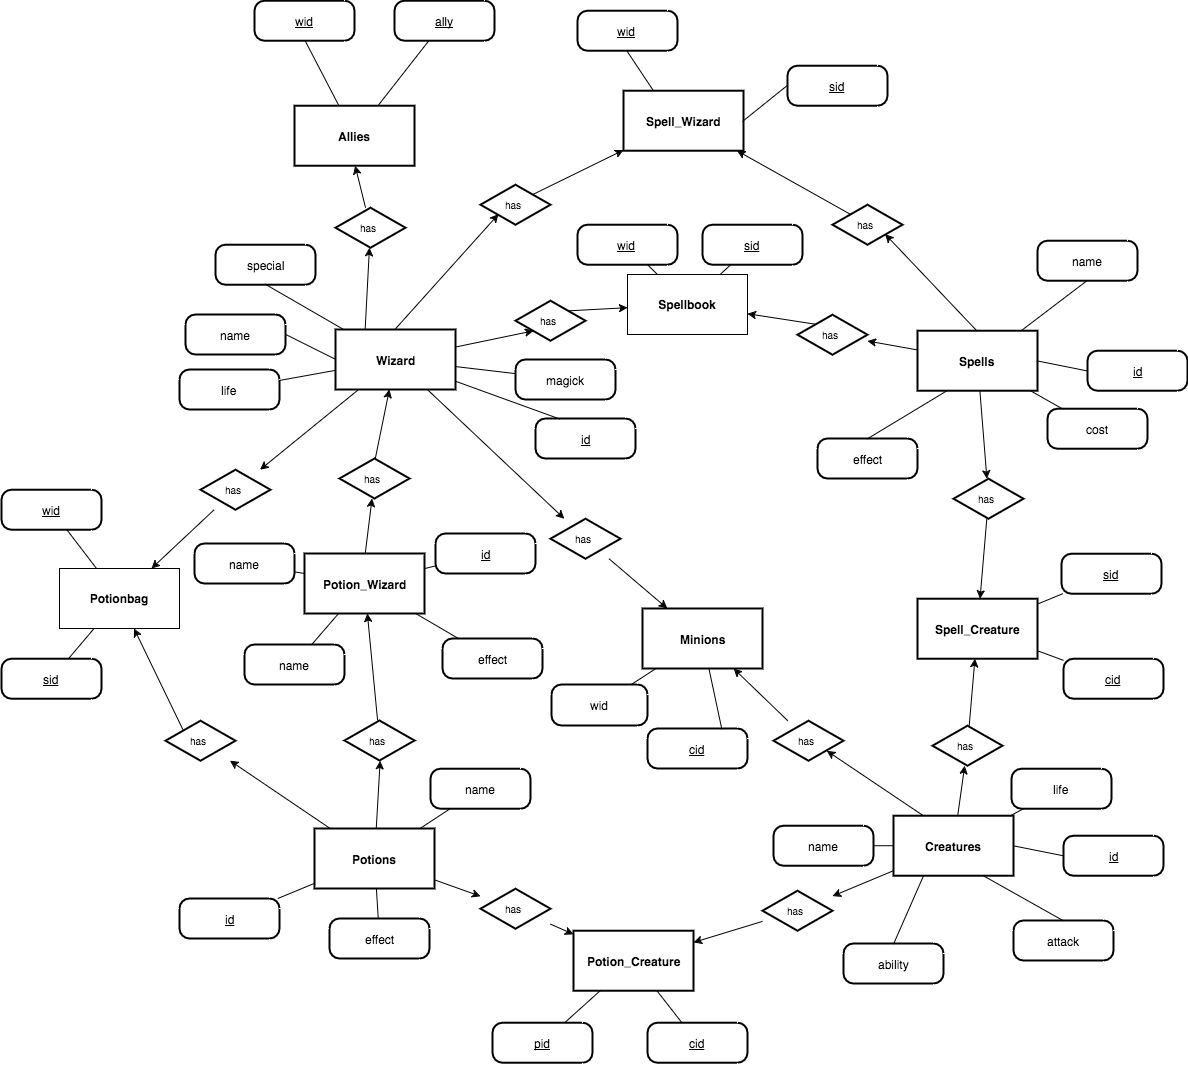 wid
ally
wid
sid
Spell_Wizard
Allies
has
has
has
wid
sid
name
special
Spellbook
has
name
has
Wizard
Spells
id
magick
life
cost
id
effect
has
has
has
wid
has
id
sid
name
Potion_Wizard
Potionbag
Spell_Creature
Minions
name
effect
sid
cid
wid
has
has
has
has
cid
name
life
name
Creatures
id
Potions
has
has
id
effect
attack
Potion_Creature
ability
pid
cid